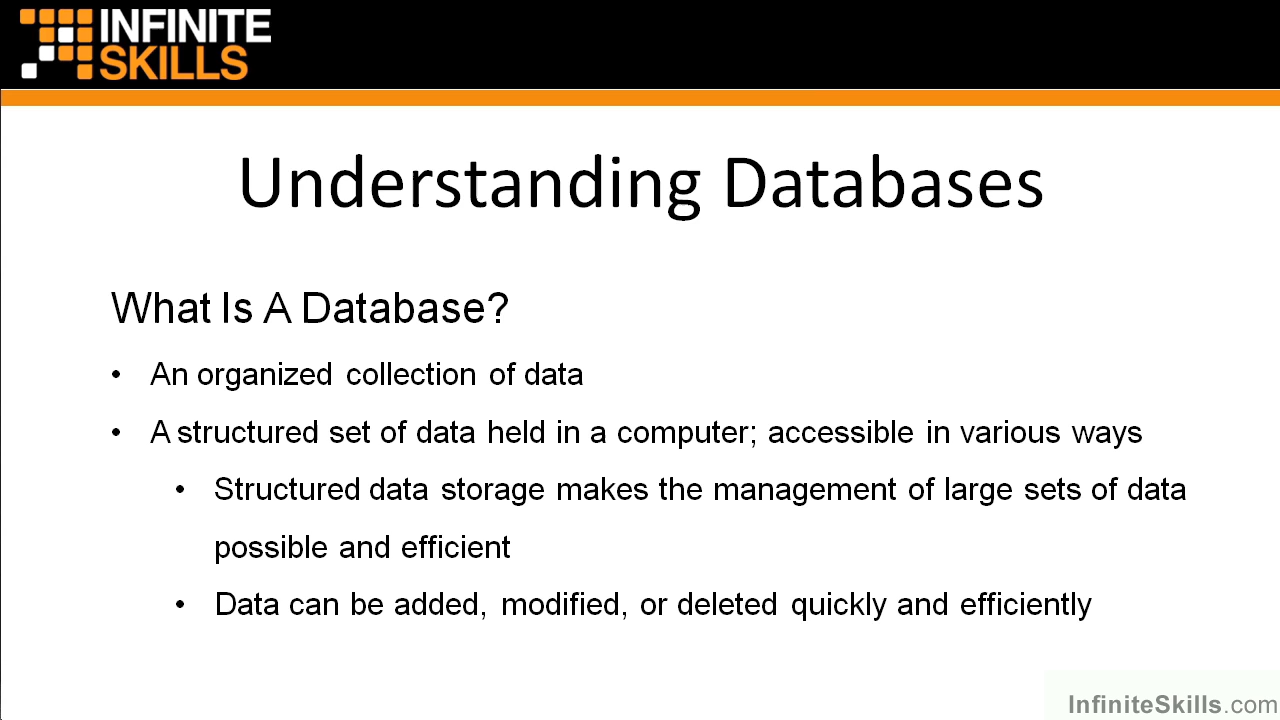 INFINITE
SKILLS
Understanding Databases
What Is A Database?
• An organized collection of data
• A structured set of data held in a computer; accessible in various ways
• Structured data storage makes the management of large sets of data
possible and efficient
• Data can be added, modified, or deleted quickly and efficiently
InfiniteSkills.com